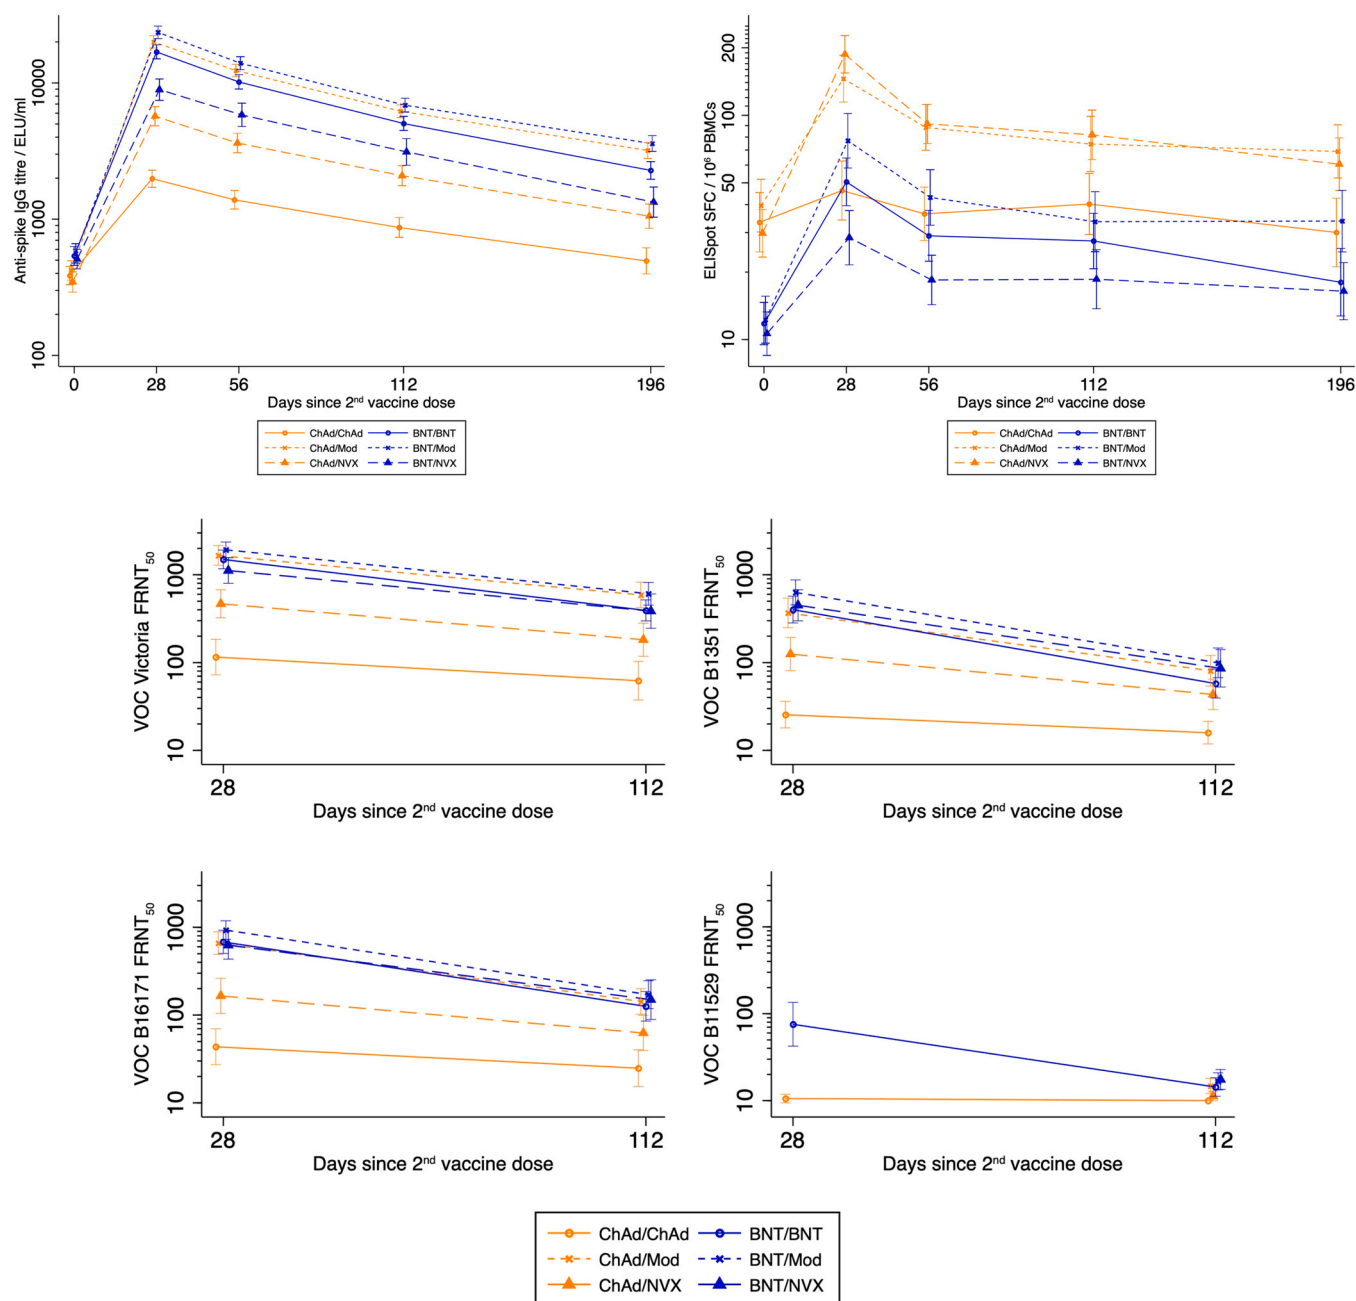 Anti-spike IgG titre / ELU/ml
10000
1000
100
0 28 56 112 196
Days since 2nd vaccine dose
ChAd/ChAd BNT/BNT
ChAd/Mod BNT/Mod
ChAd/NVX BNT/NVX
ELISpot SFC / 10⁶ PBMCs
200
100
50
10
0 28 56 112 196
Days since 2nd vaccine dose
ChAd/ChAd BNT/BNT
ChAd/Mod BNT/Mod
ChAd/NVX BNT/NVX
VOC Victoria FRNT50
1000
100
10
28 112
Days since 2nd vaccine dose
VOC B1351 FRNT50
1000
100
10
28 112
Days since 2nd vaccine dose
VOC B16171 FRNT50
1000
100
10
28 112
Days since 2nd vaccine dose
VOC B11529 FRNT50
1000
100
10
28 112
Days since 2nd vaccine dose
ChAd/ChAd BNT/BNT
ChAd/Mod BNT/Mod
ChAd/NVX BNT/NVX